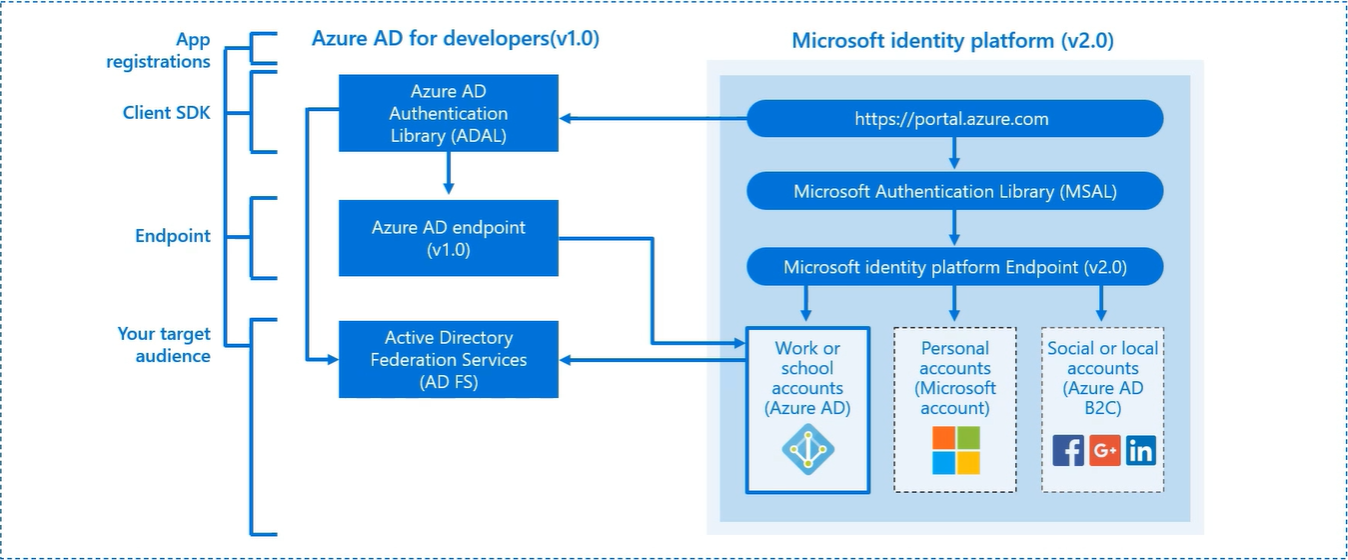 App
registrations
Client SDK
Endpoint
Your target
audience
Azure AD for developers(v1.0)
Azure AD
Authentication
Library (ADAL)
Azure AD endpoint
(v1.0)
Active Directory
Federation Services
(AD FS)
Microsoft identity platform (v2.0)
https://portal.azure.com
Microsoft Authentication Library (MSAL)
Microsoft identity platform Endpoint (v2.0)
Work or
school
accounts
(Azure AD)
Personal
accounts
(Microsoft
account)
Social or local
accounts
(Azure AD
B2C)
f G+ in